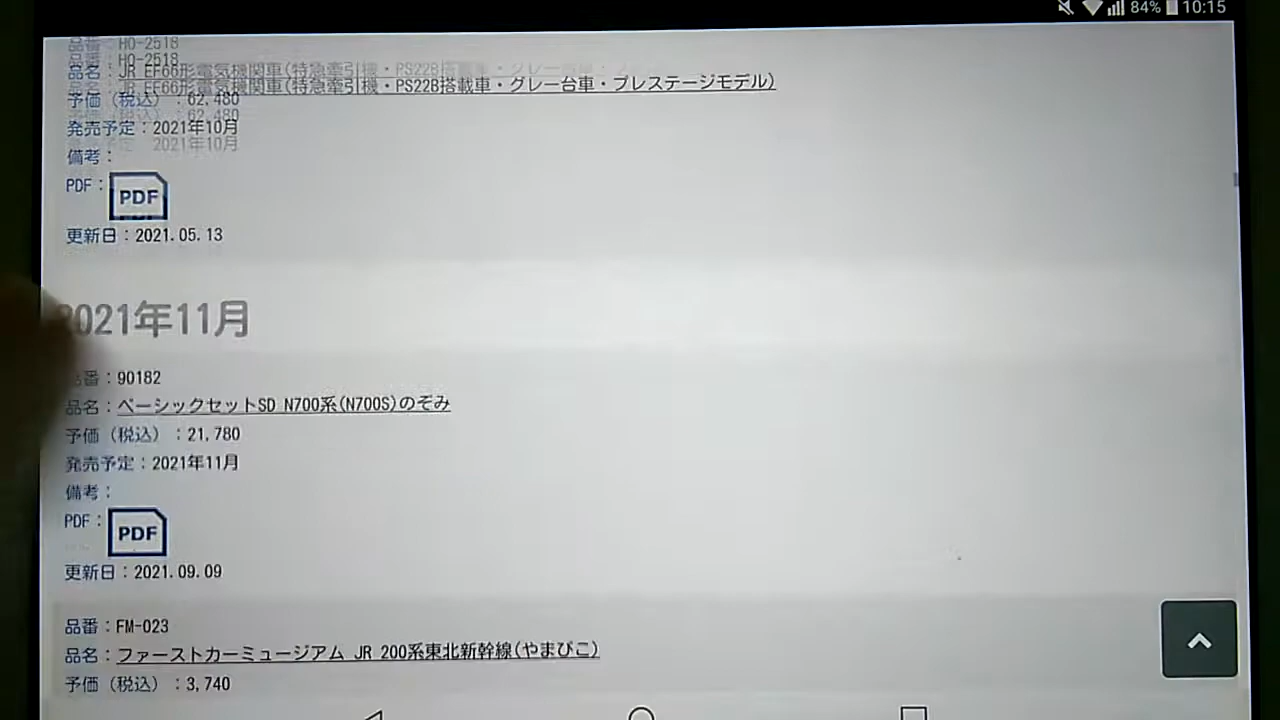 84% 10:15
品番：HO-2518
品名：JR EF66形電気機関車(特急牽引機・PS22B搭載車・グレー台車・プレステージモデル)
予価（税込）：62,480
発売予定：2021年10月
備考：
PDF： PDF
更新日：2021.05.13
2021年11月
品番：90182
品名：ベーシックセットSD N700系(N700S)のぞみ
予価（税込）：21,780
発売予定：2021年11月
備考：
PDF： PDF
更新日：2021.09.09
品番：FM-023
品名：ファーストカーミュージアム JR 200系東北新幹線(やまびこ)
予価（税込）：3,740